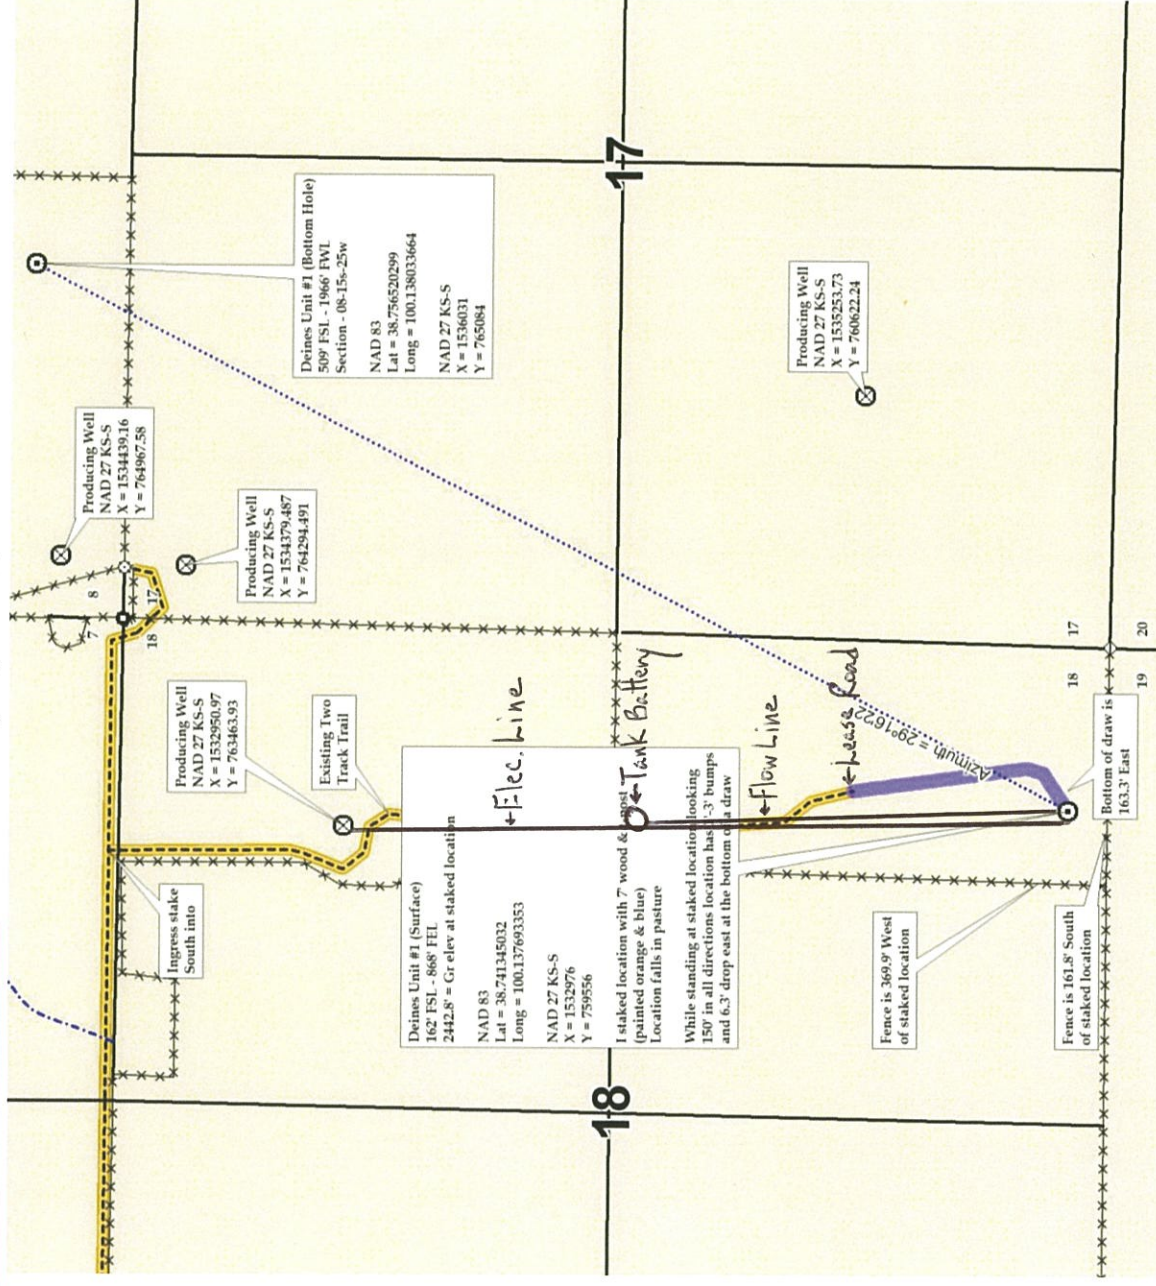 Producing Well
NAD 27 KS-S
X = 1534439.16
Y = 764967.58
Deines Unit #1 (Bottom Hole)
509' FSL - 1966' FWL
Section - 08-15s-25w
NAD 83
Lat = 38.756520299
Long = 100.138033664
NAD 27 KS-S
X = 1536031
Y = 765084
Producing Well
NAD 27 KS-S
X = 1534379.487
Y = 764294.491
7
8
18
17
17
Producing Well
NAD 27 KS-S
X = 1532950.97
Y = 763463.93
Existing Two
Track Trail
Ingress stake
South into
←Elec. Line
←Tank Battery
←Flow Line
←Lease Road
Azimuth = 29°16'22"
Producing Well
NAD 27 KS-S
X = 1535253.73
Y = 760622.24
Deines Unit #1 (Surface)
162' FSL - 868' FEL
2442.8' = Gr elev at staked location
NAD 83
Lat = 38.741345032
Long = 100.137693353
NAD 27 KS-S
X = 1532976
Y = 759556
I staked location with 7' wood &
(painted orange & blue)
Location falls in pasture
While standing at staked location looking
150' in all directions location has bumps
and 6.3' drop east at the bottom of a draw
18
Fence is 369.9' West
of staked location
Fence is 161.8' South
of staked location
Bottom of draw is
163.3' East
18
17
19
20